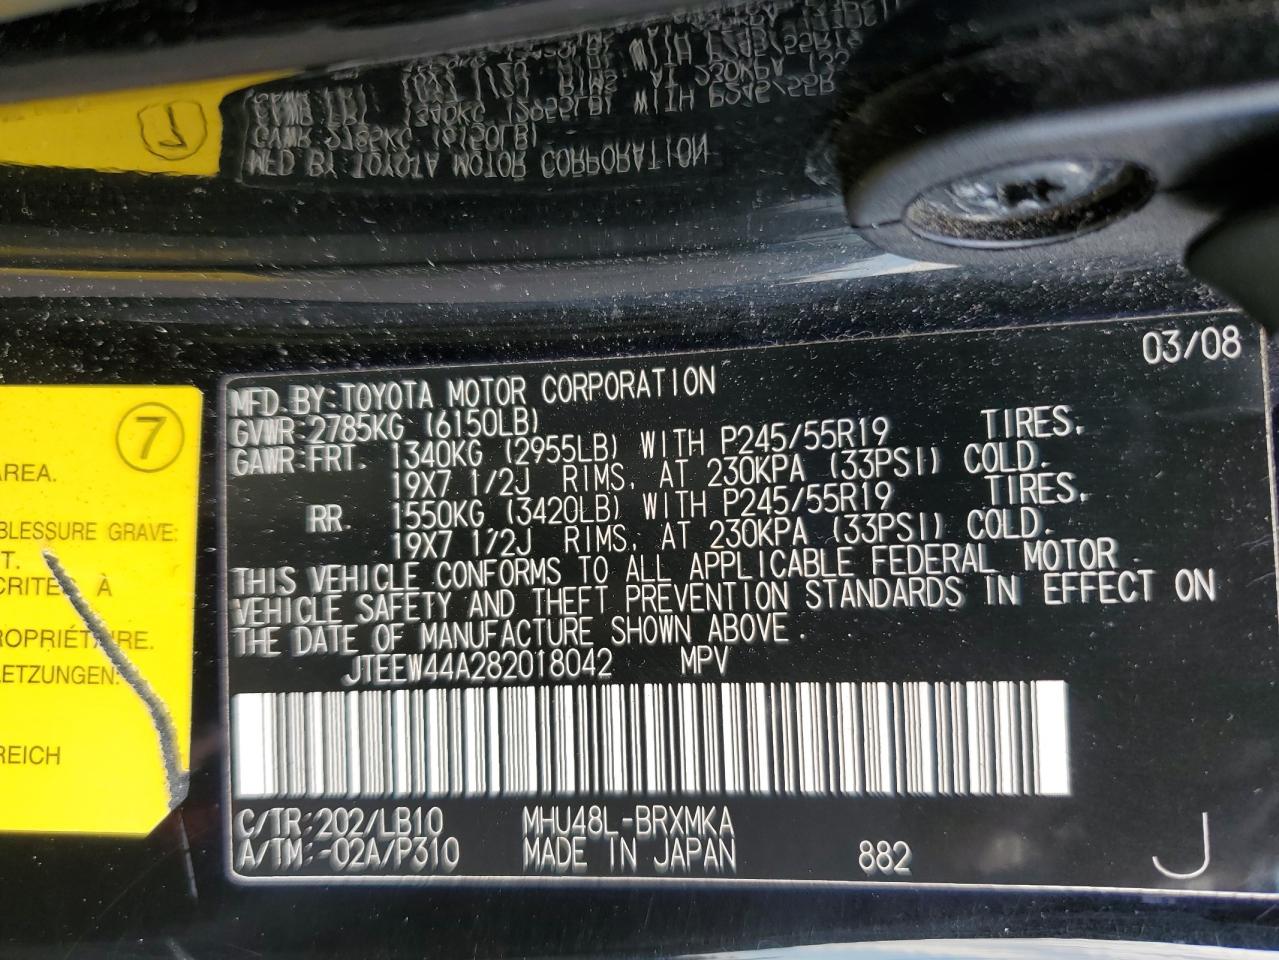 03/08
MFD. BY: TOYOTA MOTOR CORPORATION
GVWR: 2785KG (6150LB)
GAWR: FRT. 1340KG (2955LB) WITH P245/55R19 TIRES,
19X7 1/2J RIMS, AT 230KPA (33PSI) COLD.
RR. 1550KG (3420LB) WITH P245/55R19 TIRES,
19X7 1/2J RIMS, AT 230KPA (33PSI) COLD.
THIS VEHICLE CONFORMS TO ALL APPLICABLE FEDERAL MOTOR
VEHICLE SAFETY AND THEFT PREVENTION STANDARDS IN EFFECT ON
THE DATE OF MANUFACTURE SHOWN ABOVE.
JTEEW44A282018042 MPV
C/TR: 202/LB10 MHU48L-BRXMKA
A/TM: -02A/P310 MADE IN JAPAN 882 J
7
AREA.
BLESSURE GRAVE:
T.
CRITES À
ROPRIÉTAIRE.
LETZUNGEN:
REICH